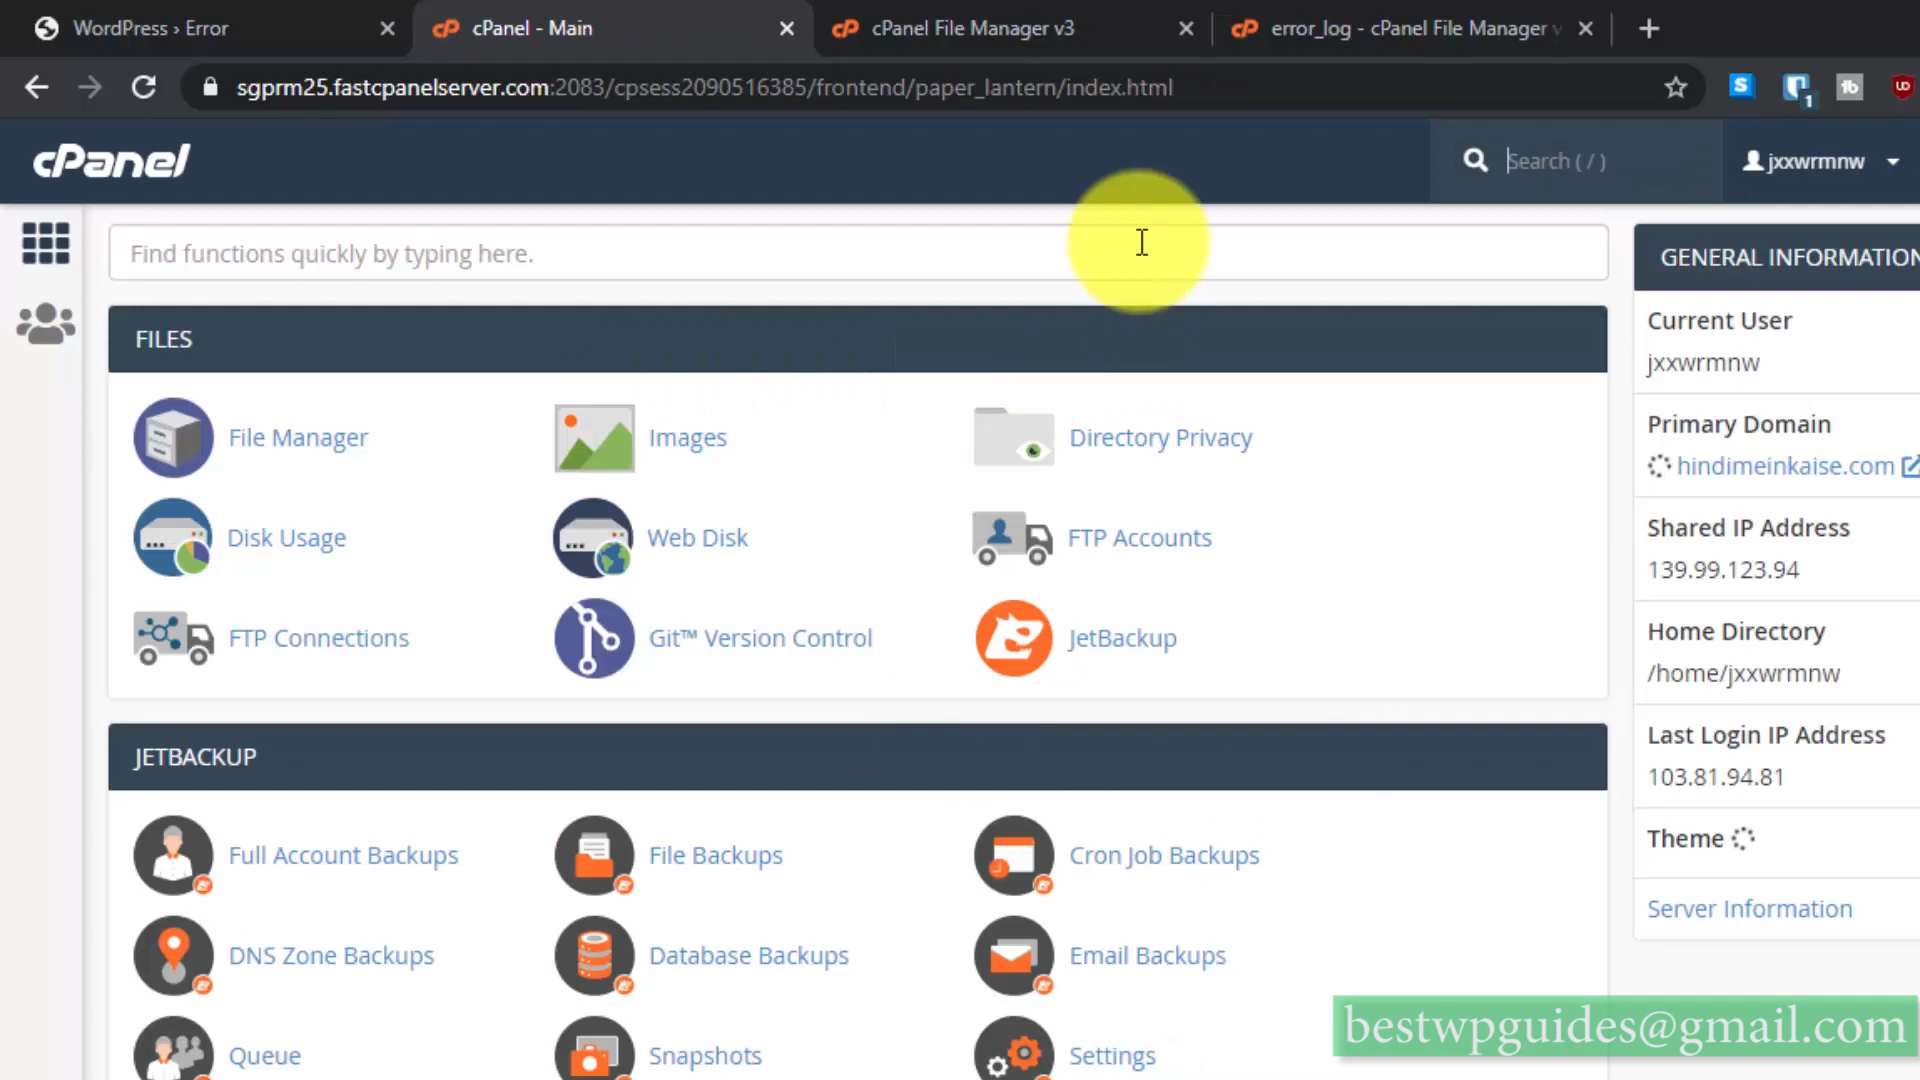 WordPress › Error
cPanel - Main
cPanel File Manager v3
error_log - cPanel File Manager v
sgprm25.fastcpanelserver.com:2083/cpsess2090516385/frontend/paper_lantern/index.html
S
1
tb
UD
cPanel
Search ( / )
jxxwrmnw
Find functions quickly by typing here.
FILES
File Manager
Images
Directory Privacy
Disk Usage
Web Disk
FTP Accounts
FTP Connections
Git™ Version Control
JetBackup
JETBACKUP
Full Account Backups
File Backups
Cron Job Backups
DNS Zone Backups
Database Backups
Email Backups
Queue
Snapshots
Settings
GENERAL INFORMATION
Current User
jxxwrmnw
Primary Domain
hindimeinkaise.com
Shared IP Address
139.99.123.94
Home Directory
/home/jxxwrmnw
Last Login IP Address
103.81.94.81
Theme
Server Information
bestwpguides@gmail.com